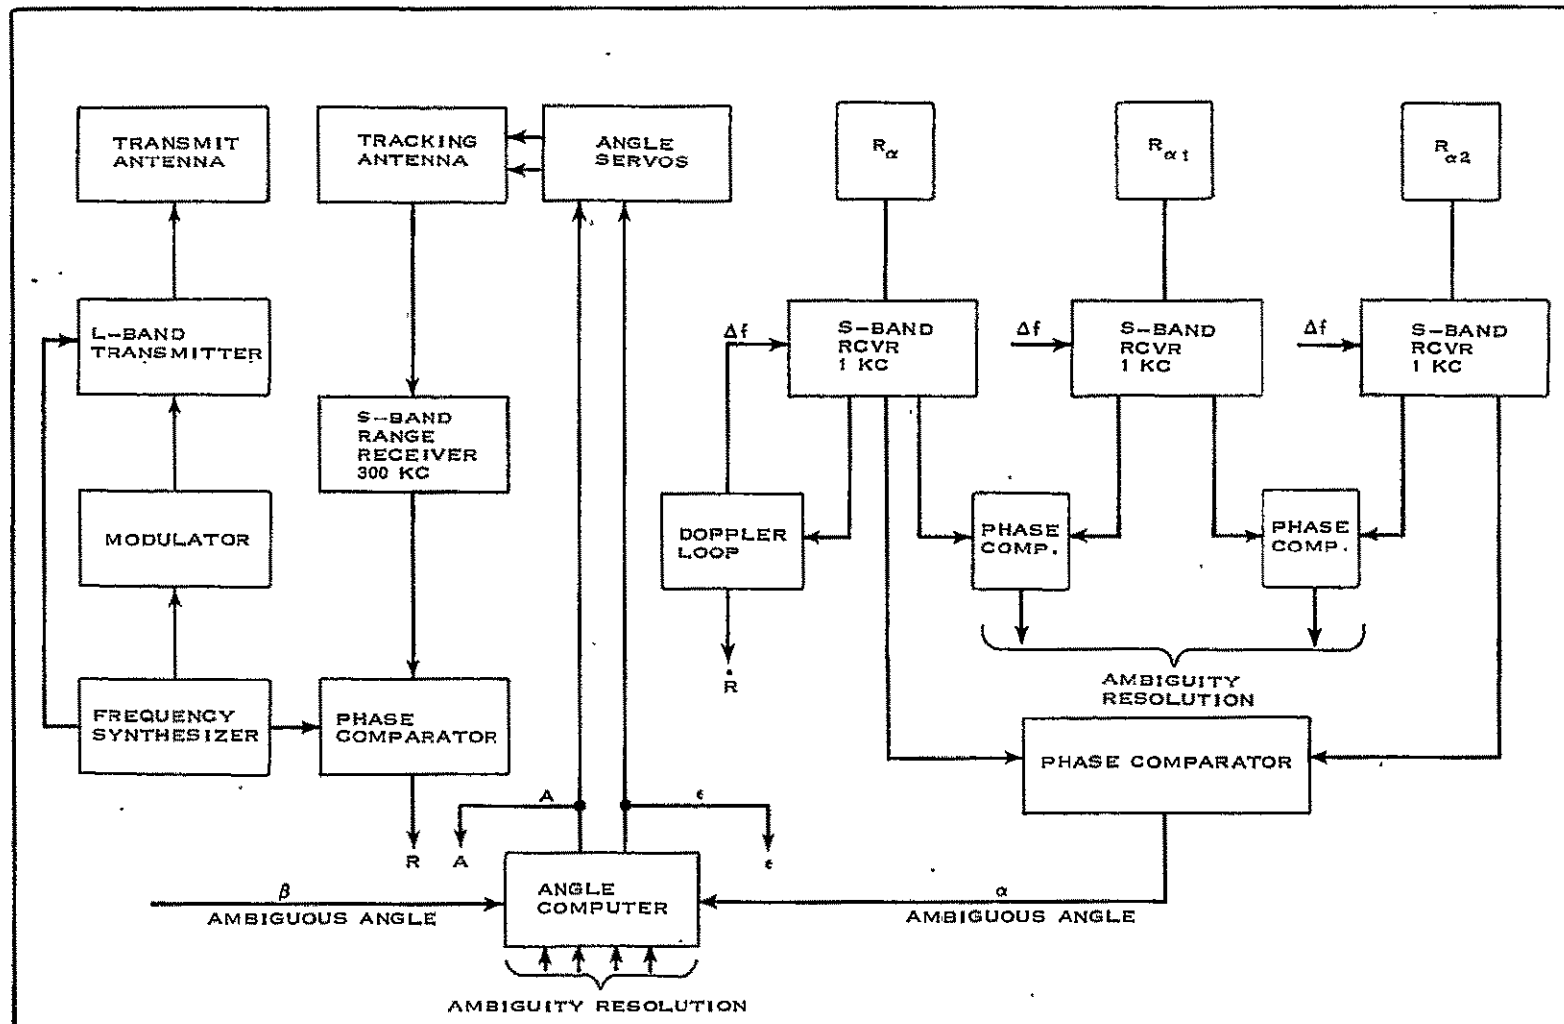 TRANSMIT
ANTENNA
TRACKING
ANTENNA
ANGLE
SERVOS
Rα
Rα1
Rα2
L-BAND
TRANSMITTER
Δf
S-BAND
RCVR
1 KC
Δf
S-BAND
RCVR
1 KC
Δf
S-BAND
RCVR
1 KC
S-BAND
RANGE
RECEIVER
300 KC
MODULATOR
DOPPLER
LOOP
PHASE
COMP.
PHASE
COMP.
Ṙ
AMBIGUITY
RESOLUTION
FREQUENCY
SYNTHESIZER
PHASE
COMPARATOR
PHASE COMPARATOR
A
ϵ
R
A
ϵ
β
AMBIGUOUS ANGLE
ANGLE
COMPUTER
α
AMBIGUOUS ANGLE
AMBIGUITY RESOLUTION